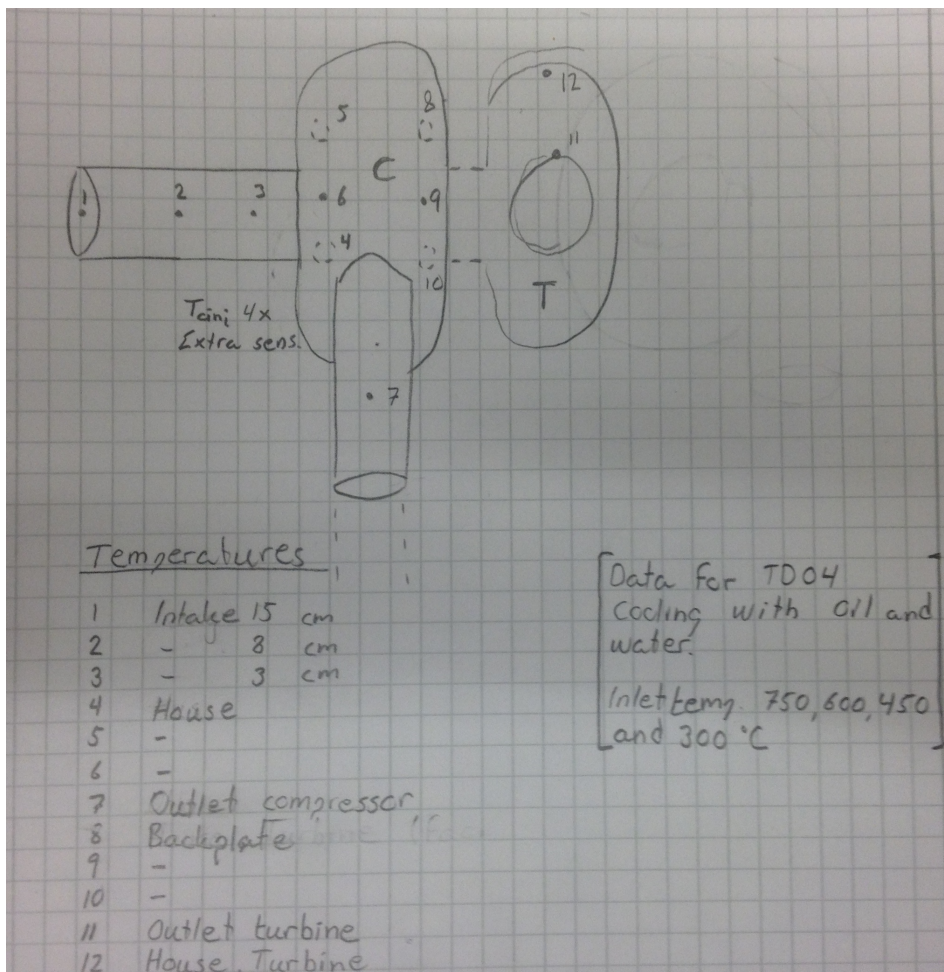 12
5
8
C
11
1
2
3
6
9
4
10
T
4x
Extra sens.
7
Temperatures
1 Intake 15 cm
2 - 8 cm
3 - 3 cm
4 House
5 -
6 -
7 Outlet compressor
8 Backplate
9 -
10 -
11 Outlet turbine
12 House, Turbine
Data for TD04
Cooling with oil and
water.
Inlet temp. 750, 600, 450
and 300 °C